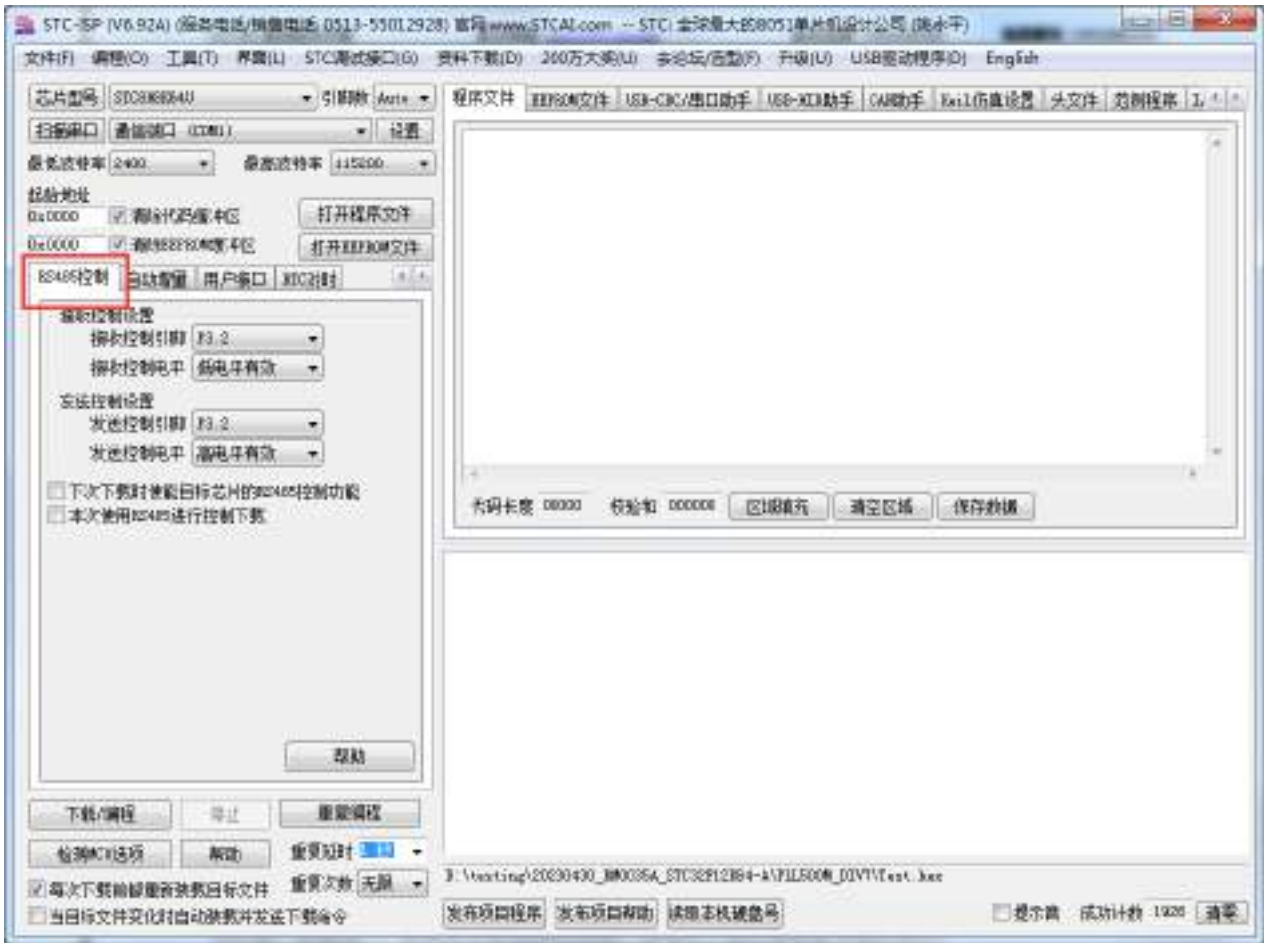 STC-ISP (V6.92A) (服务电话/销售电话: 0513-55012928) 官网:www.STCAI.com -- STC: 全球最大的8051单片机设计公司 (姚永平)
文件(F) 编程(O) 工具(T) 界面(L) STC调试接口(G) 资料下载(D) 200万大奖(U) 去论坛/选型(F) 升级(U) USB驱动程序(D) English
芯片型号 STC8H8K64U 引脚数 Auto
扫描串口 通信端口 (COM1) 设置
最低波特率 2400 最高波特率 115200
起始地址
0x0000 清除代码缓冲区 打开程序文件
0x0000 清除EEPROM缓冲区 打开EEPROM文件
RS485控制 自动增量 用户接口 RTC对时
接收控制设置
接收控制引脚 P3.2
接收控制电平 低电平有效
发送控制设置
发送控制引脚 P3.2
发送控制电平 高电平有效
下次下载时使能目标芯片的RS485控制功能
本次使用RS485进行控制下载
帮助
下载/编程 停止 重复编程
检测MCU选项 帮助 重复延时
每次下载前都重新装载目标文件 重复次数 无限
当目标文件变化时自动装载并发送下载命令
程序文件 EEPROM文件 USB-CDC/串口助手 USB-HID助手 CAN助手 Keil仿真设置 头文件 范例程序
代码长度 00000 校验和 000000 区域填充 清空区域 保存数据
发布项目程序 发布项目帮助 读取本机硬盘号 提示音 成功计数 1926 清零